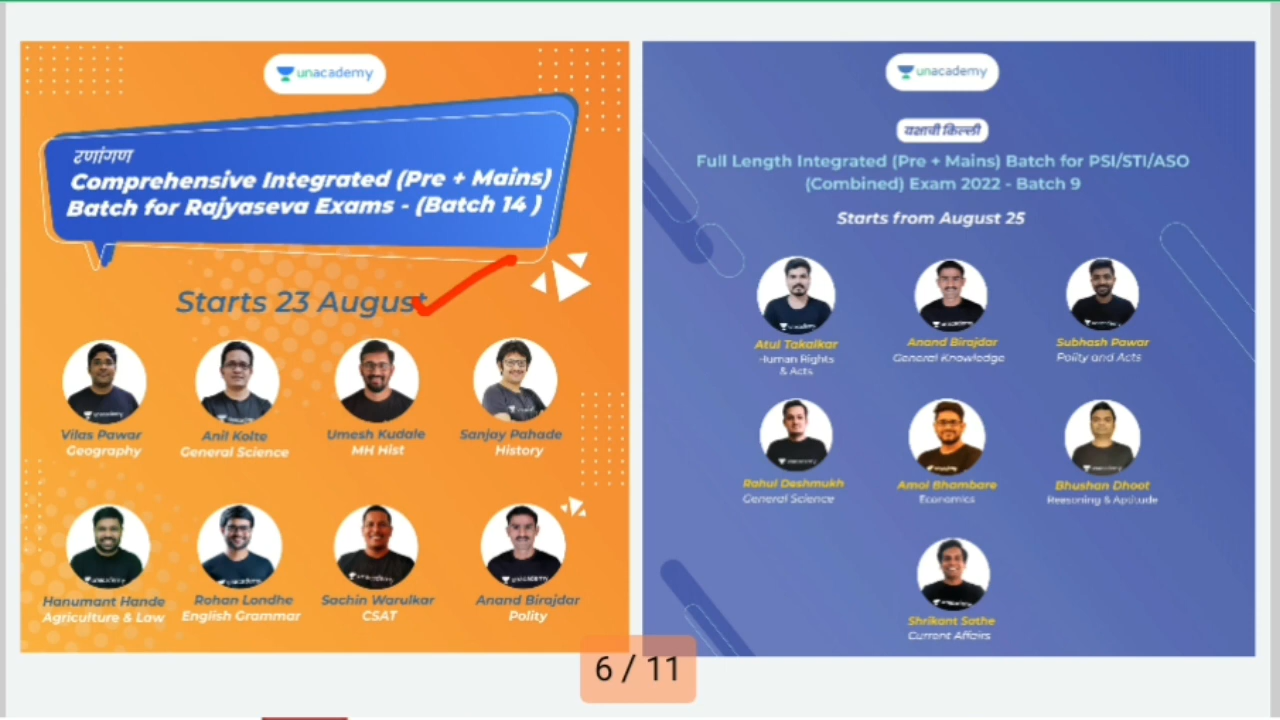 unacademy
रणांगण
Comprehensive Integrated (Pre + Mains)
Batch for Rajyaseva Exams - (Batch 14 )
Starts 23 August
Vilas Pawar
Geography
Anil Kolte
General Science
Umesh Kudale
MH Hist
Sanjay Pahade
History
Hanumant Hande
Agriculture & Law
Rohan Londhe
English Grammar
Sachin Warulkar
CSAT
Anand Birajdar
Polity
unacademy
यशाची किल्ली
Full Length Integrated (Pre + Mains) Batch for PSI/STI/ASO
(Combined) Exam 2022 - Batch 9
Starts from August 25
Atul Takalkar
Human Rights
& Acts
Anand Birajdar
General Knowledge
Subhash Pawar
Polity and Acts
Rahul Deshmukh
General Science
Amol Bhambare
Economics
Bhushan Dhoot
Reasoning & Aptitude
Shrikant Sathe
Current Affairs
6 / 11